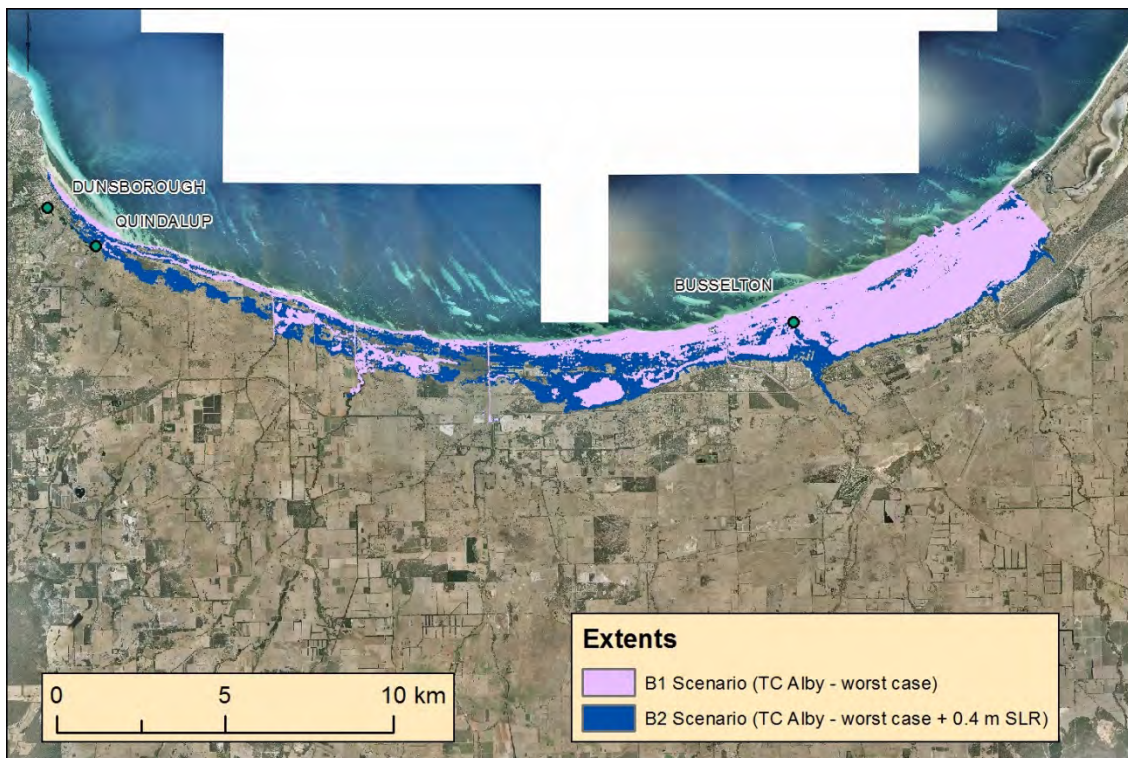 DUNSBOROUGH
QUINDALUP
BUSSELTON
Extents
B1 Scenario (TC Alby - worst case)
B2 Scenario (TC Alby - worst case + 0.4 m SLR)
0 5 10 km